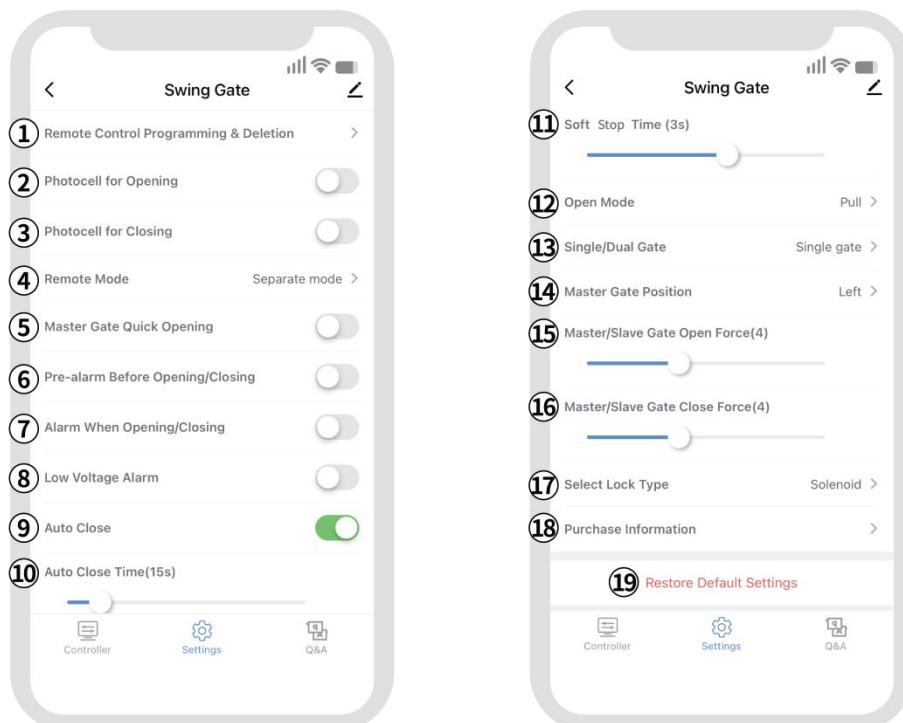 Swing Gate
① Remote Control Programming & Deletion
② Photocell for Opening
③ Photocell for Closing
④ Remote Mode Separate mode
⑤ Master Gate Quick Opening
⑥ Pre-alarm Before Opening/Closing
⑦ Alarm When Opening/Closing
⑧ Low Voltage Alarm
⑨ Auto Close
⑩ Auto Close Time(15s)
Controller Settings Q&A
Swing Gate
⑪ Soft Stop Time (3s)
⑫ Open Mode Pull
⑬ Single/Dual Gate Single gate
⑭ Master Gate Position Left
⑮ Master/Slave Gate Open Force(4)
⑯ Master/Slave Gate Close Force(4)
⑰ Select Lock Type Solenoid
⑱ Purchase Information
⑲ Restore Default Settings
Controller Settings Q&A